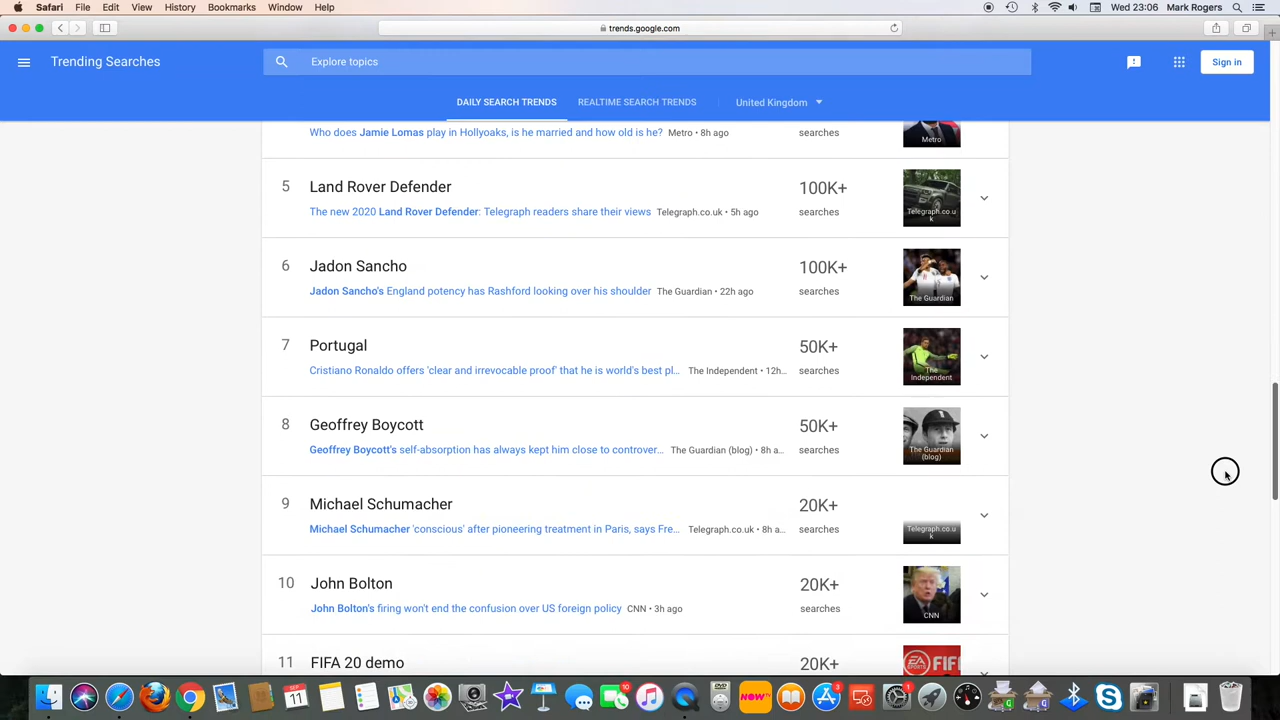 Safari File Edit View History Bookmarks Window Help Wed 23:06 Mark Rogers
trends.google.com
Trending Searches Explore topics Sign in
DAILY SEARCH TRENDS REALTIME SEARCH TRENDS United Kingdom
Who does Jamie Lomas play in Hollyoaks, is he married and how old is he? Metro • 8h ago searches
Metro
5 Land Rover Defender 100K+
The new 2020 Land Rover Defender: Telegraph readers share their views Telegraph.co.uk • 5h ago searches
Telegraph.co.u
k
6 Jadon Sancho 100K+
Jadon Sancho's England potency has Rashford looking over his shoulder The Guardian • 22h ago searches
The Guardian
7 Portugal 50K+
Cristiano Ronaldo offers 'clear and irrevocable proof' that he is world's best pl... The Independent • 12h... searches
The
Independent
8 Geoffrey Boycott 50K+
Geoffrey Boycott's self-absorption has always kept him close to controver... The Guardian (blog) • 8h a... searches
The Guardian
(blog)
9 Michael Schumacher 20K+
Michael Schumacher 'conscious' after pioneering treatment in Paris, says Fre... Telegraph.co.uk • 8h a... searches
Telegraph.co.u
k
10 John Bolton 20K+
John Bolton's firing won't end the confusion over US foreign policy CNN • 3h ago searches
CNN
11 FIFA 20 demo 20K+
EA SPORTS FIF
SEP
11
10
NOW
3
1